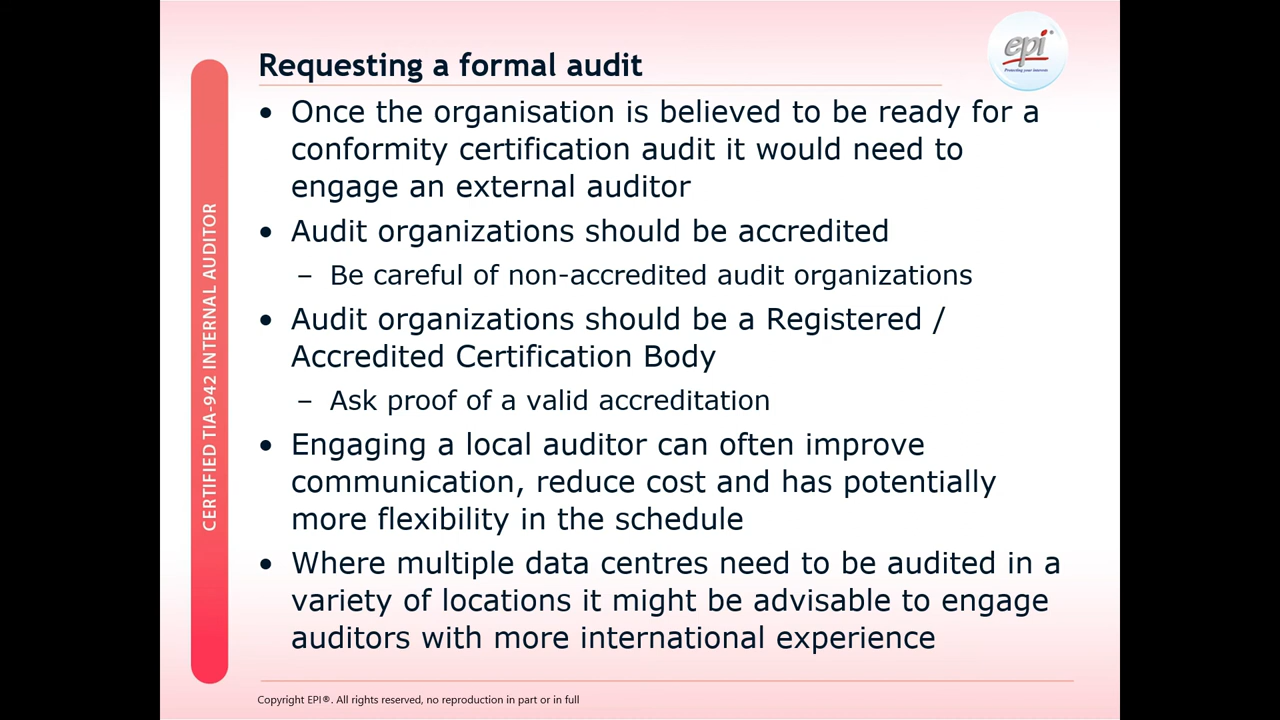 Requesting a formal audit
epi®
Protecting your interests
• Once the organisation is believed to be ready for a
conformity certification audit it would need to
engage an external auditor
• Audit organizations should be accredited
– Be careful of non-accredited audit organizations
• Audit organizations should be a Registered /
Accredited Certification Body
– Ask proof of a valid accreditation
• Engaging a local auditor can often improve
communication, reduce cost and has potentially
more flexibility in the schedule
• Where multiple data centres need to be audited in a
variety of locations it might be advisable to engage
auditors with more international experience
CERTIFIED TIA-942 INTERNAL AUDITOR
Copyright EPI®. All rights reserved, no reproduction in part or in full